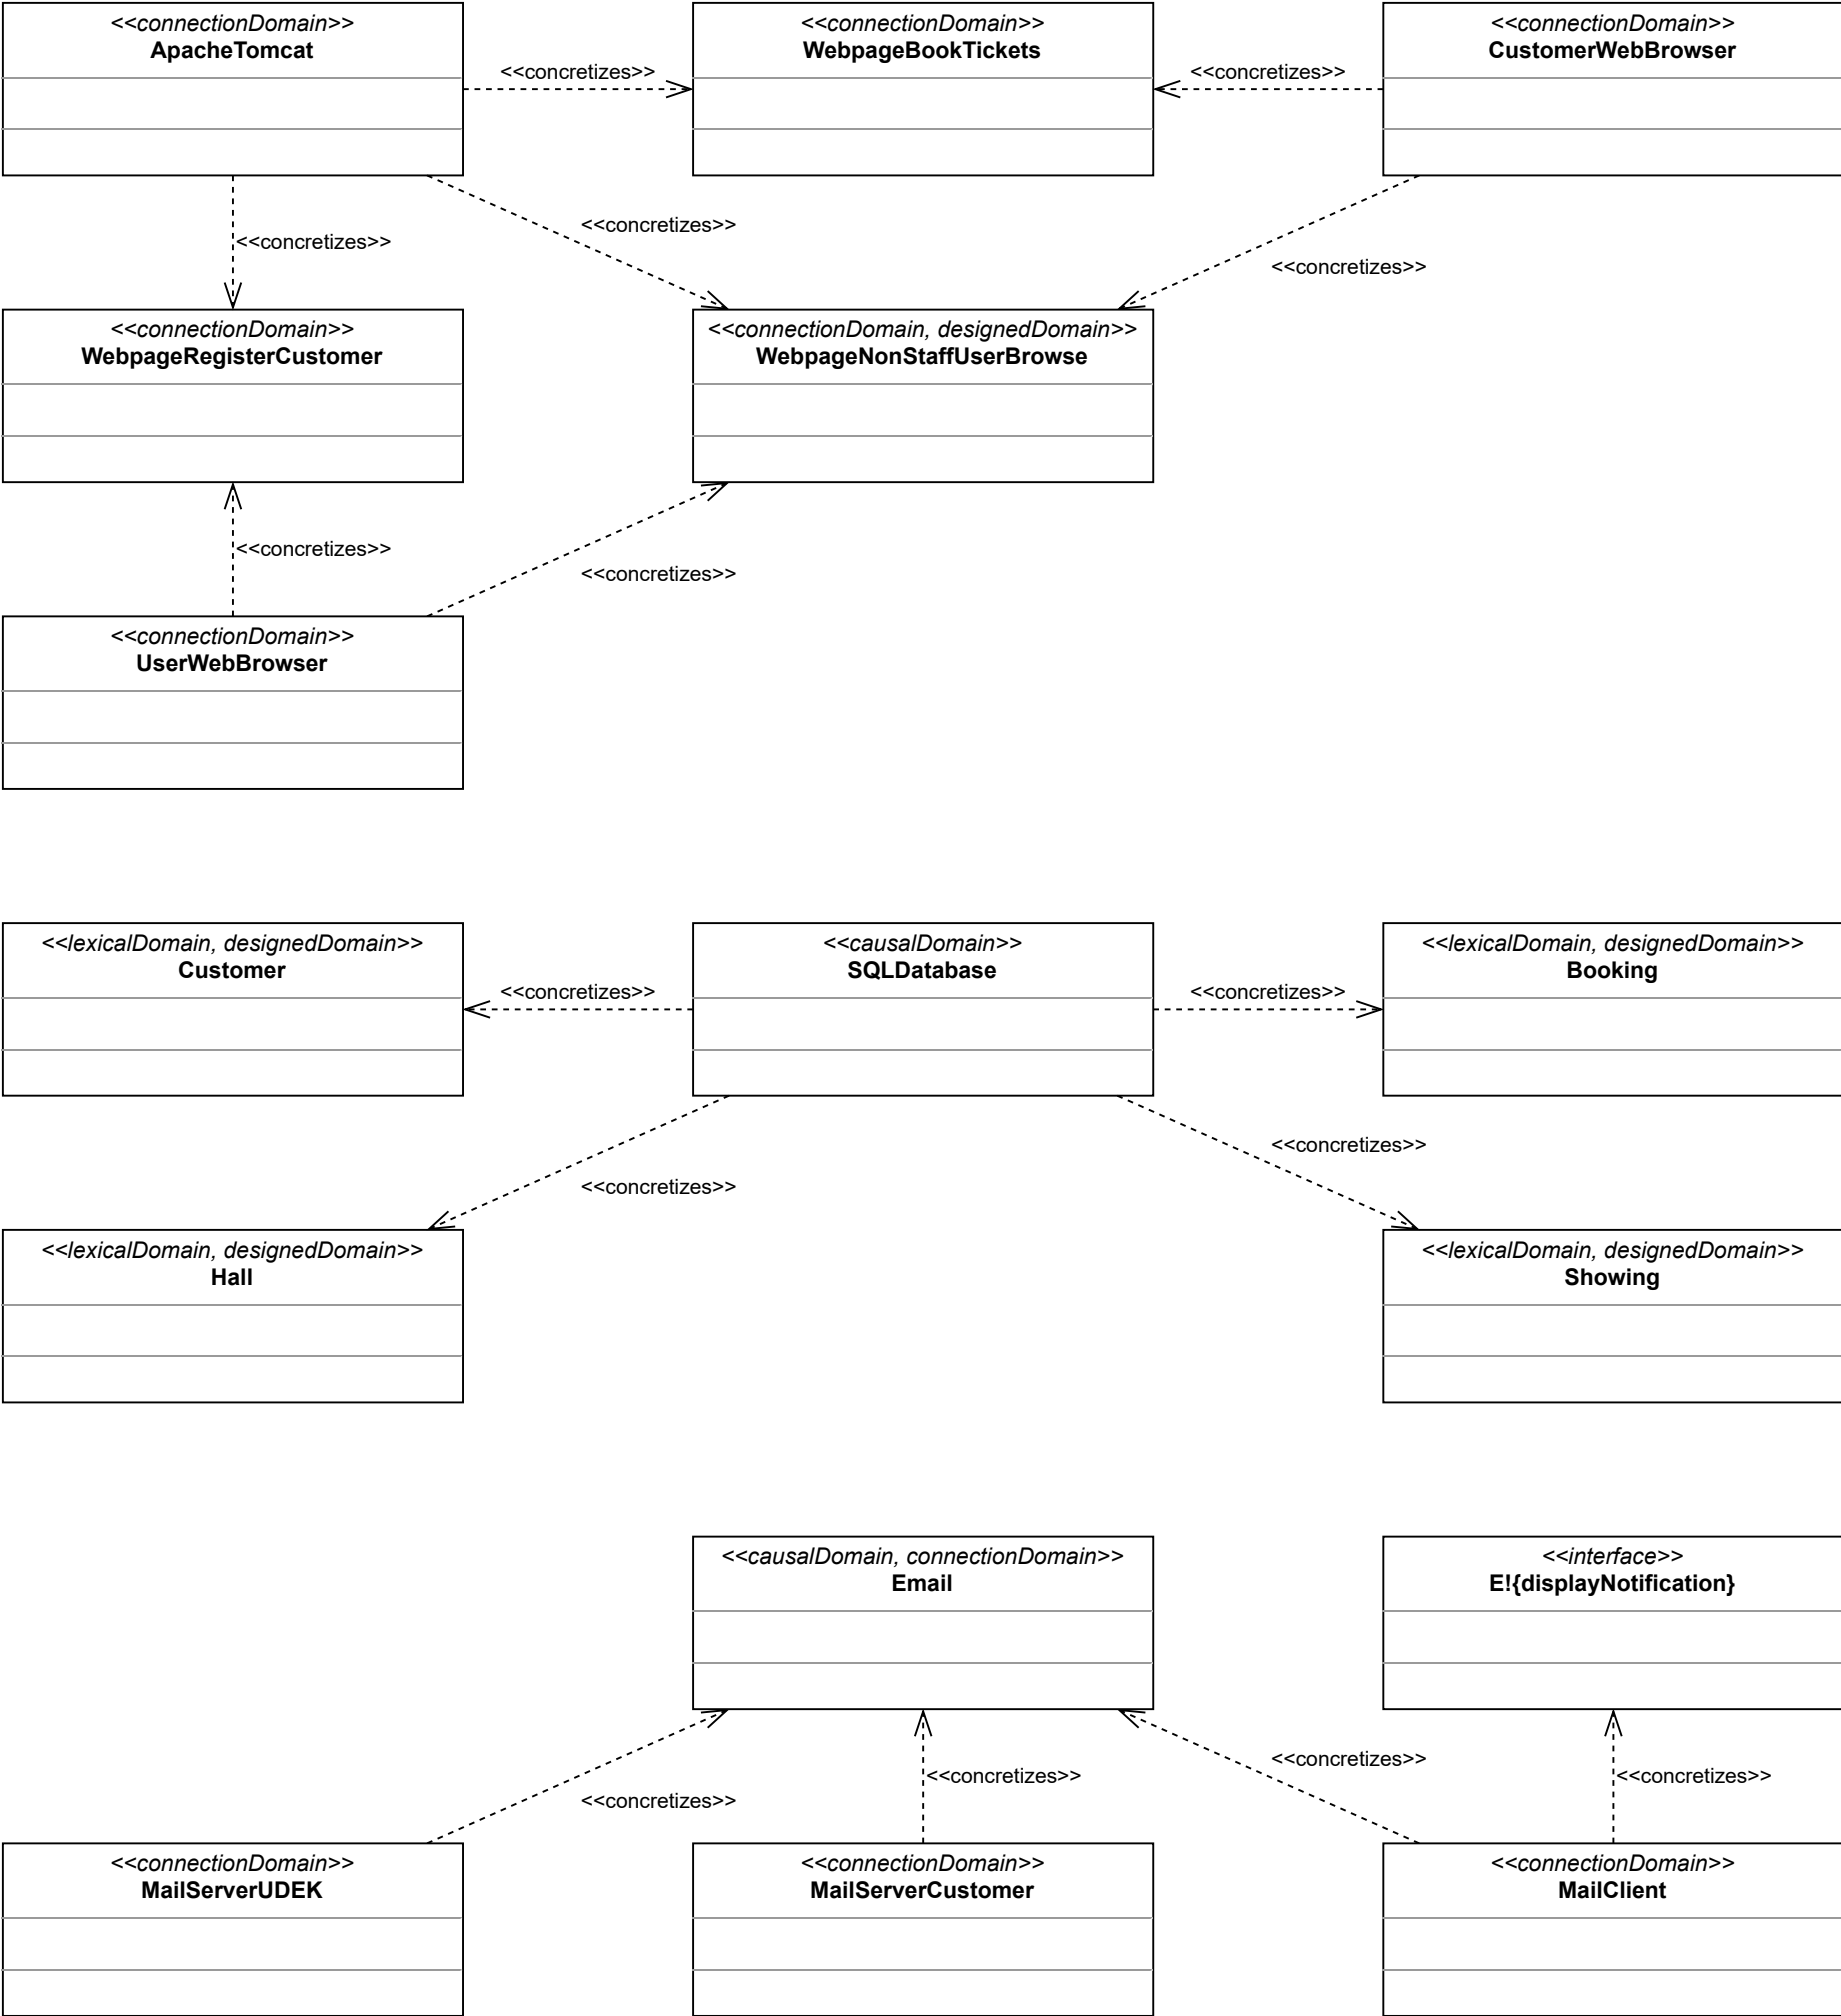 <<connectionDomain>>
ApacheTomcat
<<concretizes>>
<<connectionDomain>>
WebpageBookTickets
<<concretizes>>
<<connectionDomain>>
CustomerWebBrowser
<<concretizes>>
<<concretizes>>
<<concretizes>>
<<connectionDomain>>
WebpageRegisterCustomer
<<connectionDomain, designedDomain>>
WebpageNonStaffUserBrowse
<<concretizes>>
<<concretizes>>
<<connectionDomain>>
UserWebBrowser
<<lexicalDomain, designedDomain>>
Customer
<<concretizes>>
<<causalDomain>>
SQLDatabase
<<concretizes>>
<<lexicalDomain, designedDomain>>
Booking
<<concretizes>>
<<concretizes>>
<<lexicalDomain, designedDomain>>
Hall
<<lexicalDomain, designedDomain>>
Showing
<<causalDomain, connectionDomain>>
Email
<<interface>>
E!{displayNotification}
<<concretizes>>
<<concretizes>>
<<concretizes>>
<<concretizes>>
<<connectionDomain>>
MailServerUDEK
<<connectionDomain>>
MailServerCustomer
<<connectionDomain>>
MailClient